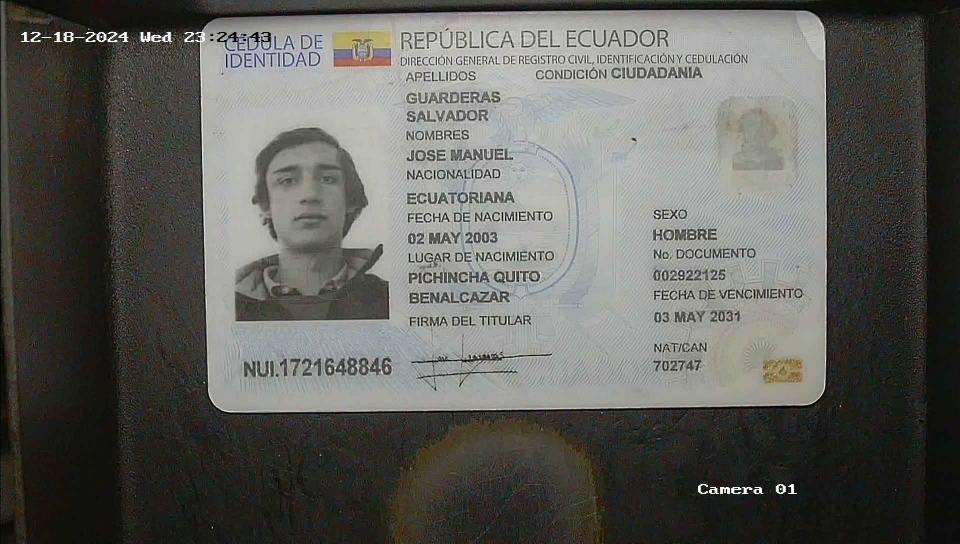 12-18-2024 Wed 23:24:43
CÉDULA DE
IDENTIDAD
REPÚBLICA DEL ECUADOR
DIRECCIÓN GENERAL DE REGISTRO CIVIL, IDENTIFICACIÓN Y CEDULACIÓN
APELLIDOS
CONDICIÓN CIUDADANIA
GUARDERAS
SALVADOR
NOMBRES
JOSE MANUEL
NACIONALIDAD
ECUATORIANA
FECHA DE NACIMIENTO
02 MAY 2003
LUGAR DE NACIMIENTO
PICHINCHA QUITO
BENALCAZAR
FIRMA DEL TITULAR
SEXO
HOMBRE
No. DOCUMENTO
002922125
FECHA DE VENCIMIENTO
03 MAY 2031
NAT/CAN
702747
NUI.1721648846
Camera 01